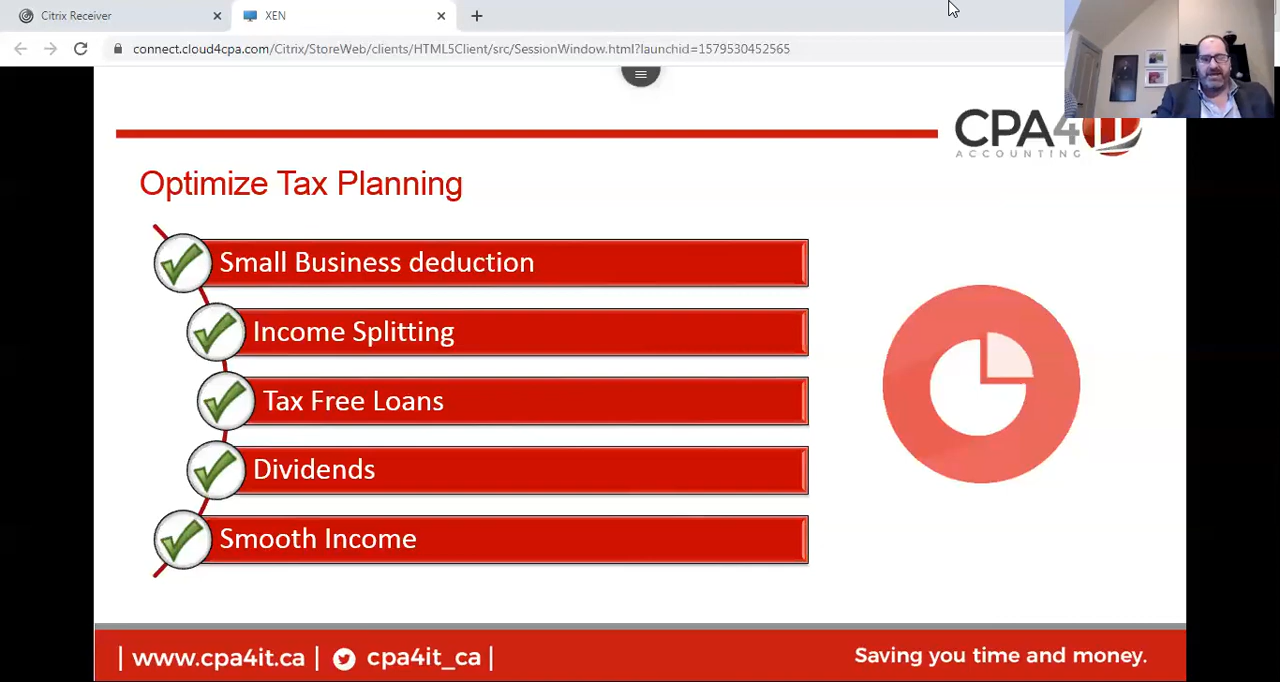 Citrix Receiver
XEN
connect.cloud4cpa.com/Citrix/StoreWeb/clients/HTML5Client/src/SessionWindow.html?launchid=1579530452565
CPA4
ACCOUNTING
Optimize Tax Planning
Small Business deduction
Income Splitting
Tax Free Loans
Dividends
Smooth Income
| www.cpa4it.ca | cpa4it_ca |
Saving you time and money.